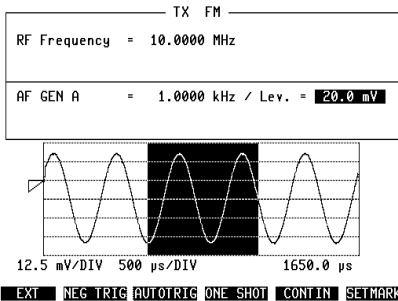 TX FM
RF Frequency = 10.0000 MHz
AF GEN A = 1.0000 kHz / Lev. = 20.0 mV
12.5 mV/DIV 500 µs/DIV 1650.0 µs
EXT NEG TRIG AUTOTRIG ONE SHOT CONTIN SETMARK